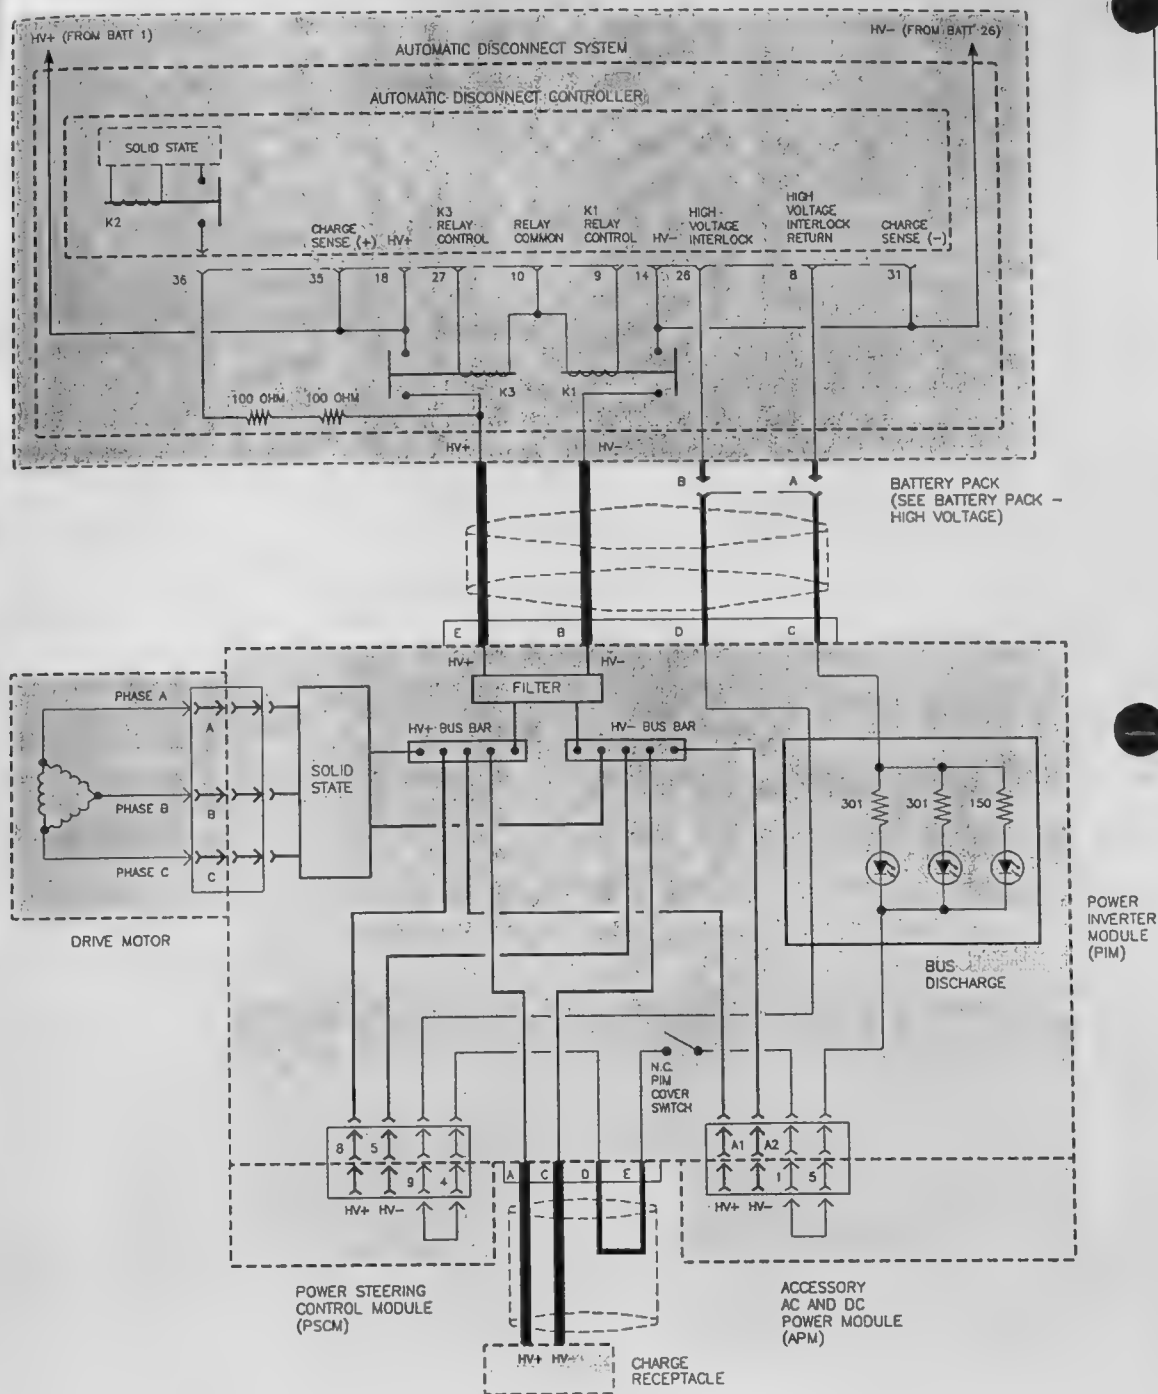 HV+ (FROM BATT 1)
HV- (FROM BATT 26)
AUTOMATIC DISCONNECT SYSTEM
AUTOMATIC DISCONNECT CONTROLLER
SOLID STATE
K2
CHARGE
SENSE (+)
HV+
K3
RELAY
CONTROL
RELAY
COMMON
K1
RELAY
CONTROL
HV-
HIGH
VOLTAGE
INTERLOCK
HIGH
VOLTAGE
INTERLOCK
RETURN
CHARGE
SENSE (-)
36
35
18
27
10
9
14
26
8
31
100 OHM
100 OHM
K3
K1
HV+
HV-
B
A
BATTERY PACK
(SEE BATTERY PACK -
HIGH VOLTAGE)
E
B
D
C
HV+
HV-
FILTER
PHASE A
A
HV+ BUS BAR
HV- BUS BAR
SOLID
STATE
PHASE B
B
301
301
150
PHASE C
C
DRIVE MOTOR
POWER
INVERTER
MODULE
(PIM)
BUS
DISCHARGE
N.C.
PIM
COVER
SWITCH
8
5
A1
A2
9
4
A
C
D
E
1
5
HV+
HV-
HV+
HV-
POWER STEERING
CONTROL MODULE
(PSCM)
ACCESSORY
AC AND DC
POWER MODULE
(APM)
HV+
HV-
CHARGE
RECEPTACLE